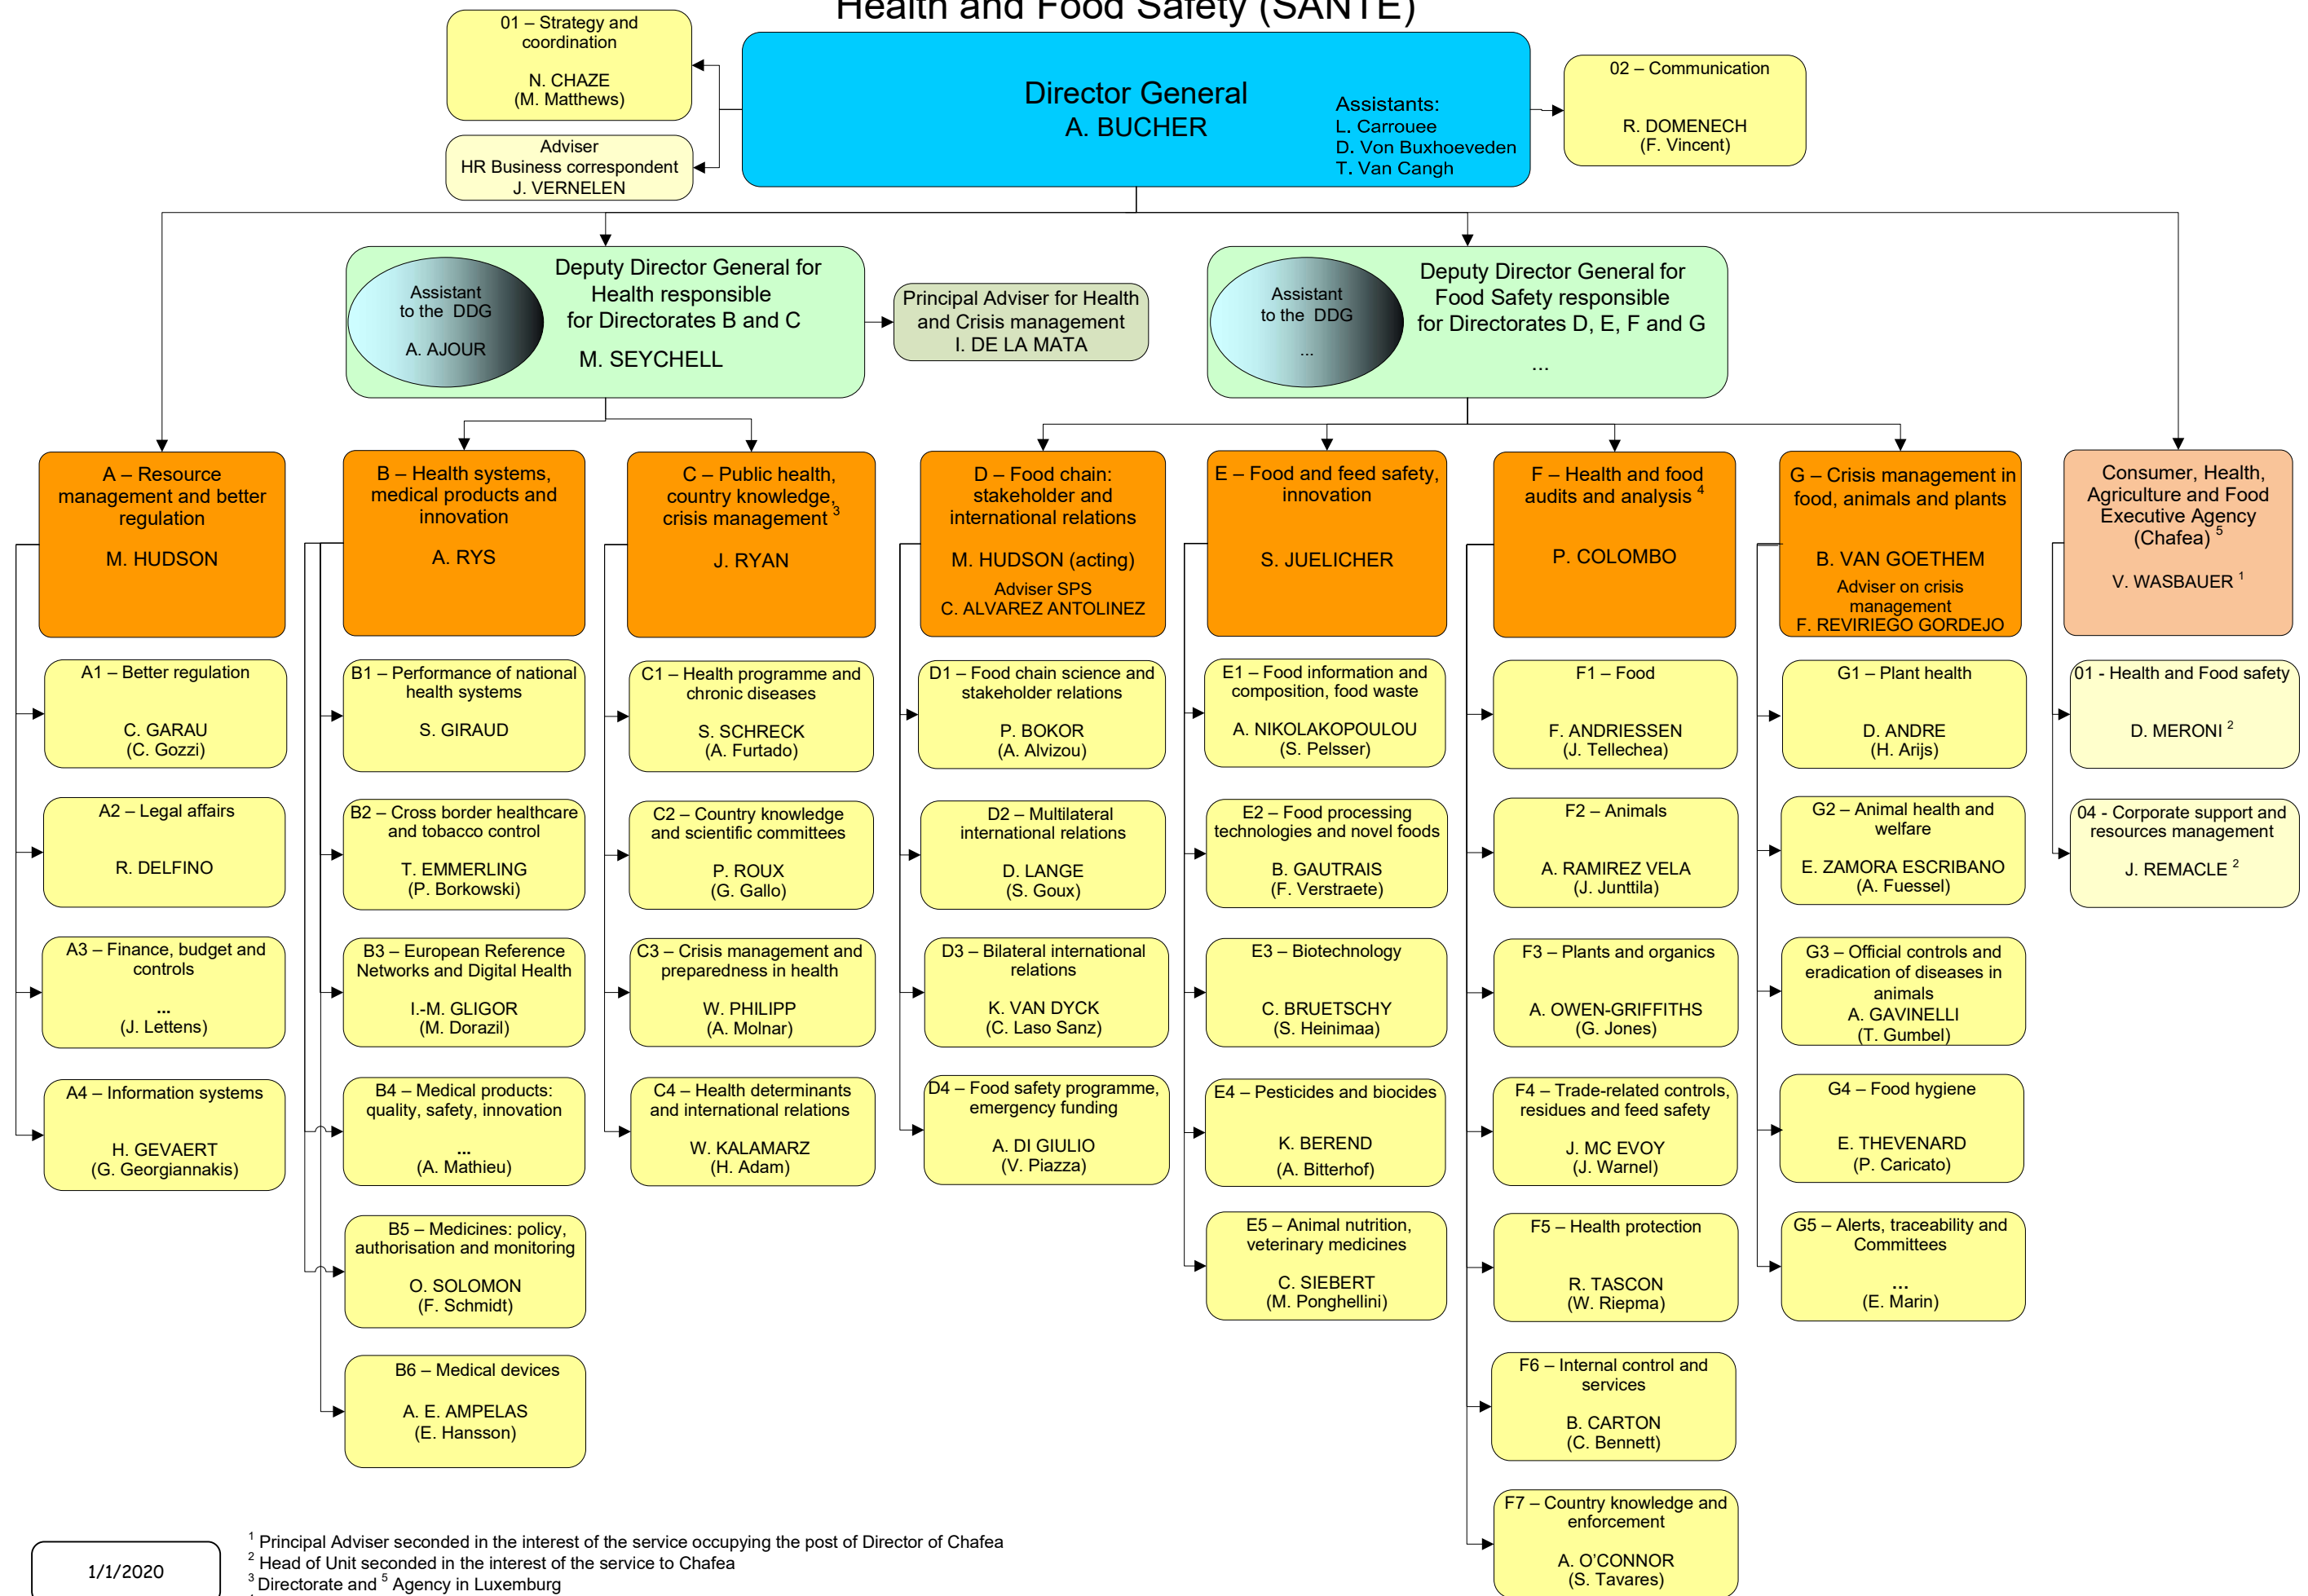 Health and Food Safety (SANTE)
01 – Strategy and
coordination
N. CHAZE
(M. Matthews)
Adviser
HR Business correspondent
J. VERNELEN
Director General
A. BUCHER
Assistants:
L. Carrouee
D. Von Buxhoeveden
T. Van Cangh
02 – Communication
R. DOMENECH
(F. Vincent)
Assistant
to the DDG
A. AJOUR
Deputy Director General for
Health responsible
for Directorates B and C
M. SEYCHELL
Principal Adviser for Health
and Crisis management
I. DE LA MATA
Assistant
to the DDG
...
Deputy Director General for
Food Safety responsible
for Directorates D, E, F and G
...
A – Resource
management and better
regulation
M. HUDSON
B – Health systems,
medical products and
innovation
A. RYS
C – Public health,
country knowledge,
crisis management 3
J. RYAN
D – Food chain:
stakeholder and
international relations
M. HUDSON (acting)
Adviser SPS
C. ALVAREZ ANTOLINEZ
E – Food and feed safety,
innovation
S. JUELICHER
F – Health and food
audits and analysis 4
P. COLOMBO
G – Crisis management in
food, animals and plants
B. VAN GOETHEM
Adviser on crisis
management
F. REVIRIEGO GORDEJO
Consumer, Health,
Agriculture and Food
Executive Agency
(Chafea) 5
V. WASBAUER 1
A1 – Better regulation
C. GARAU
(C. Gozzi)
A2 – Legal affairs
R. DELFINO
A3 – Finance, budget and
controls
...
(J. Lettens)
A4 – Information systems
H. GEVAERT
(G. Georgiannakis)
B1 – Performance of national
health systems
S. GIRAUD
B2 – Cross border healthcare
and tobacco control
T. EMMERLING
(P. Borkowski)
B3 – European Reference
Networks and Digital Health
I.-M. GLIGOR
(M. Dorazil)
B4 – Medical products:
quality, safety, innovation
...
(A. Mathieu)
B5 – Medicines: policy,
authorisation and monitoring
O. SOLOMON
(F. Schmidt)
B6 – Medical devices
A. E. AMPELAS
(E. Hansson)
C1 – Health programme and
chronic diseases
S. SCHRECK
(A. Furtado)
C2 – Country knowledge
and scientific committees
P. ROUX
(G. Gallo)
C3 – Crisis management and
preparedness in health
W. PHILIPP
(A. Molnar)
C4 – Health determinants
and international relations
W. KALAMARZ
(H. Adam)
D1 – Food chain science and
stakeholder relations
P. BOKOR
(A. Alvizou)
D2 – Multilateral
international relations
D. LANGE
(S. Goux)
D3 – Bilateral international
relations
K. VAN DYCK
(C. Laso Sanz)
D4 – Food safety programme,
emergency funding
A. DI GIULIO
(V. Piazza)
E1 – Food information and
composition, food waste
A. NIKOLAKOPOULOU
(S. Pelsser)
E2 – Food processing
technologies and novel foods
B. GAUTRAIS
(F. Verstraete)
E3 – Biotechnology
C. BRUETSCHY
(S. Heinimaa)
E4 – Pesticides and biocides
K. BEREND
(A. Bitterhof)
E5 – Animal nutrition,
veterinary medicines
C. SIEBERT
(M. Ponghellini)
F1 – Food
F. ANDRIESSEN
(J. Tellechea)
F2 – Animals
A. RAMIREZ VELA
(J. Junttila)
F3 – Plants and organics
A. OWEN-GRIFFITHS
(G. Jones)
F4 – Trade-related controls,
residues and feed safety
J. MC EVOY
(J. Warnel)
F5 – Health protection
R. TASCON
(W. Riepma)
F6 – Internal control and
services
B. CARTON
(C. Bennett)
F7 – Country knowledge and
enforcement
A. O'CONNOR
(S. Tavares)
G1 – Plant health
D. ANDRE
(H. Arijs)
G2 – Animal health and
welfare
E. ZAMORA ESCRIBANO
(A. Fuessel)
G3 – Official controls and
eradication of diseases in
animals
A. GAVINELLI
(T. Gumbel)
G4 – Food hygiene
E. THEVENARD
(P. Caricato)
G5 – Alerts, traceability and
Committees
...
(E. Marin)
01 - Health and Food safety
D. MERONI 2
04 - Corporate support and
resources management
J. REMACLE 2
1/1/2020
1 Principal Adviser seconded in the interest of the service occupying the post of Director of Chafea
2 Head of Unit seconded in the interest of the service to Chafea
3 Directorate and 5 Agency in Luxemburg